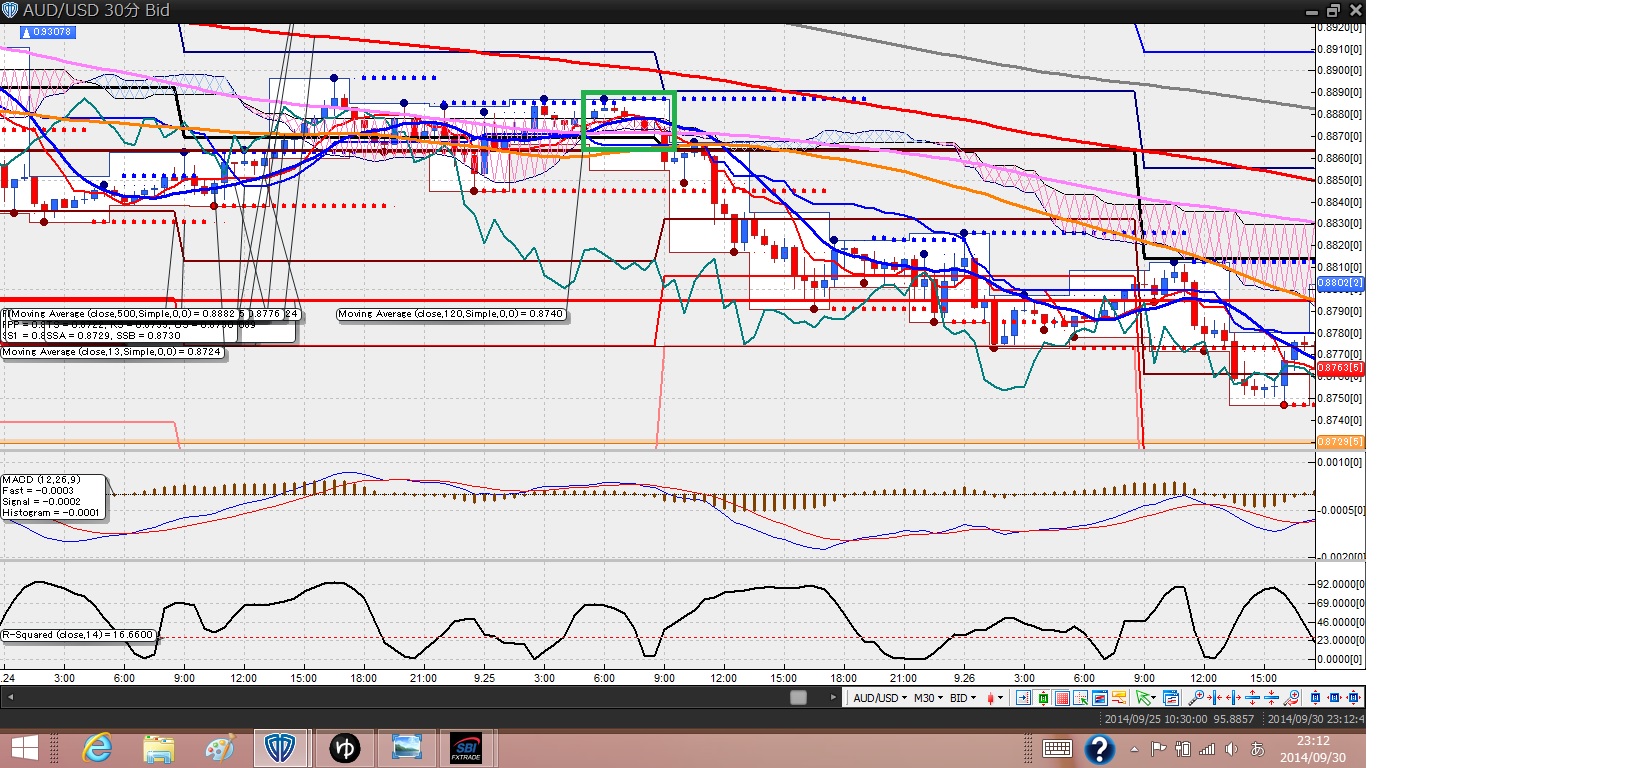 AUD/USD 30分 Bid
0.93078
0.8920[0]
0.8910[0]
0.8900[0]
0.8890[0]
0.8880[0]
0.8870[0]
0.8860[0]
0.8850[0]
0.8840[0]
0.8830[0]
0.8820[0]
0.8810[0]
0.8802[2]
0.8790[0]
0.8780[0]
0.8770[0]
0.8763[5]
0.8750[0]
0.8740[0]
0.8729[5]
Moving Average (close,500,Simple,0,0) = 0.8882
0.8776
24
Moving Average (close,120,Simple,0,0) = 0.8740
SSA = 0.8729, SSB = 0.8730
Moving Average (close,13,Simple,0,0) = 0.8724
MACD (12,26,9)
Fast = -0.0003
Signal = -0.0002
Histogram = -0.0001
0.0010[0]
-0.0005[0]
-0.0020[0]
R-Squared (close,14) = 16.6600
92.0000[0]
69.0000[0]
46.0000[0]
23.0000[0]
0.0000[0]
.24 3:00 6:00 9:00 12:00 15:00 18:00 21:00 9.25 3:00 6:00 9:00 12:00 15:00 18:00 21:00 9.26 3:00 6:00 9:00 12:00 15:00
AUD/USD M30 BID
2014/09/25 10:30:00 95.8857 2014/09/30 23:12:4
ゆ
SBI
FXTRADE
あ
23:12
2014/09/30